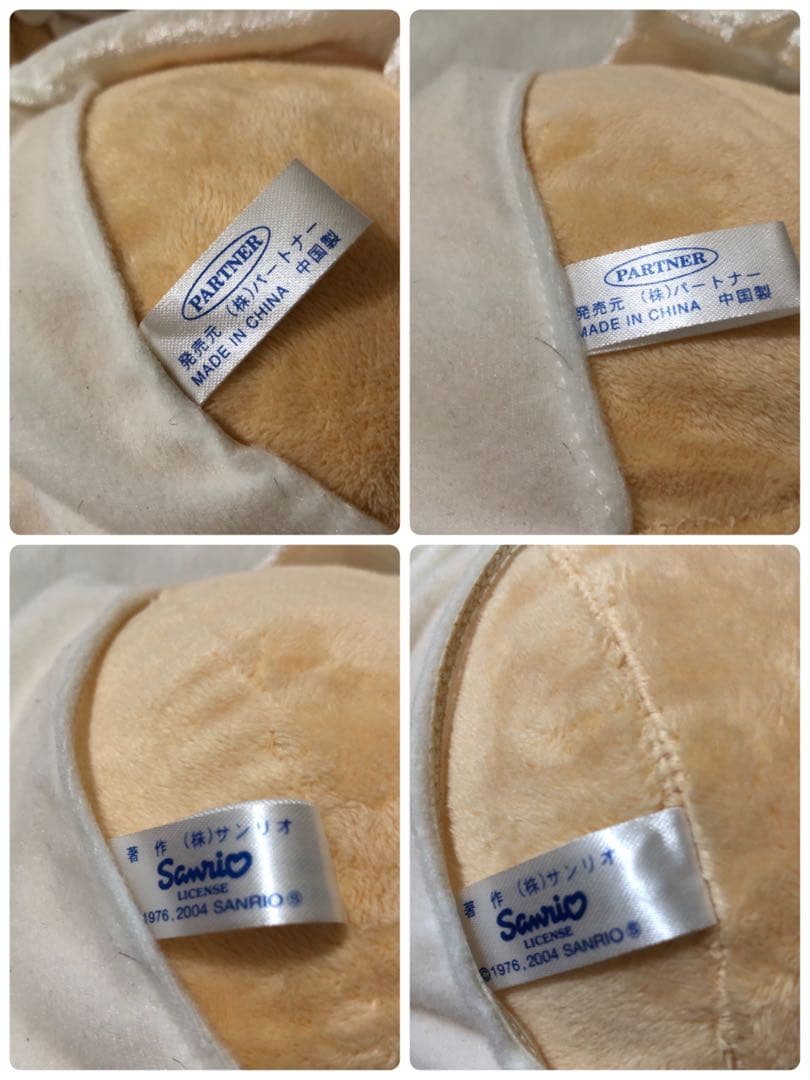 PARTNER
発売元 (株)パートナー
MADE IN CHINA 中国製
PARTNER
発売元 (株)パートナー
MADE IN CHINA 中国製
著作 (株)サンリオ
Sanrio
LICENSE
1976, 2004 SANRIO Ⓢ
著作 (株)サンリオ
Sanrio
LICENSE
©1976, 2004 SANRIO Ⓢ